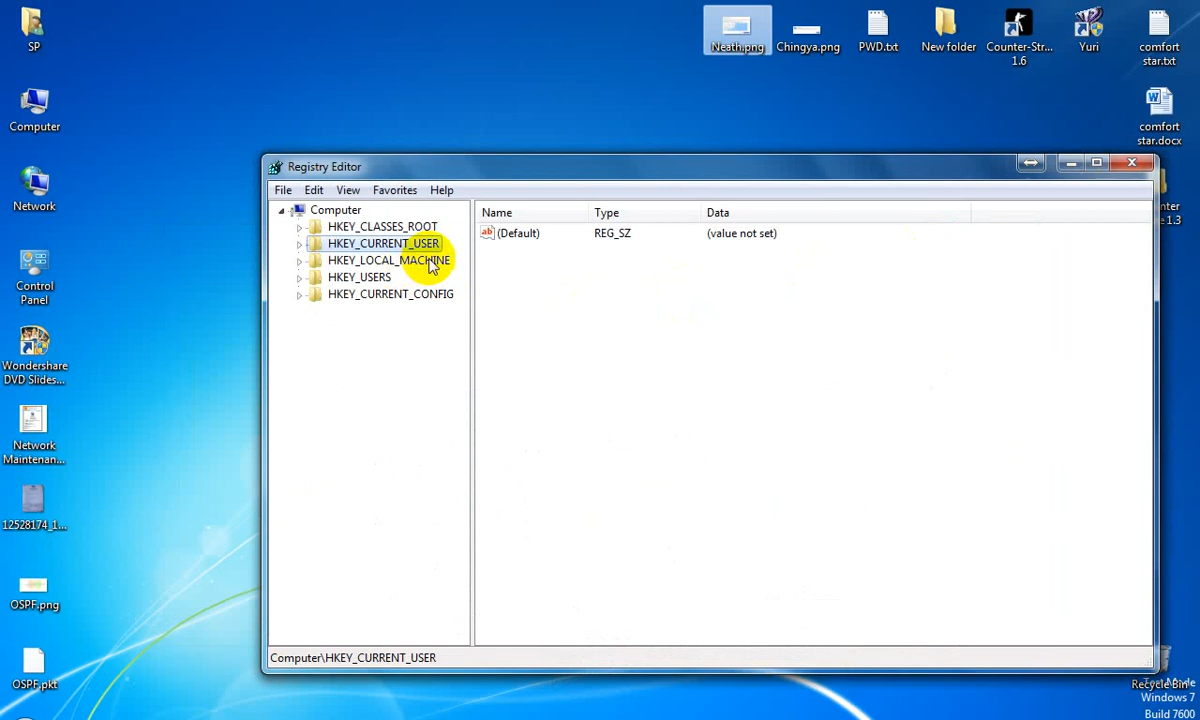 SP
Computer
Network
Control
Panel
Wondershare
DVD Slides...
Network
Maintenan...
12528174_1...
OSPF.png
OSPF.pkt
Neath.png
Chingya.png
PWD.txt
New folder
Counter-Str...
1.6
Yuri
comfort
star.txt
comfort
star.docx
Registry Editor
File Edit View Favorites Help
Computer
HKEY_CLASSES_ROOT
HKEY_CURRENT_USER
HKEY_LOCAL_MACHINE
HKEY_USERS
HKEY_CURRENT_CONFIG
Name Type Data
ab (Default) REG_SZ (value not set)
Computer\HKEY_CURRENT_USER
Recycle Bin
Windows 7
Build 7600